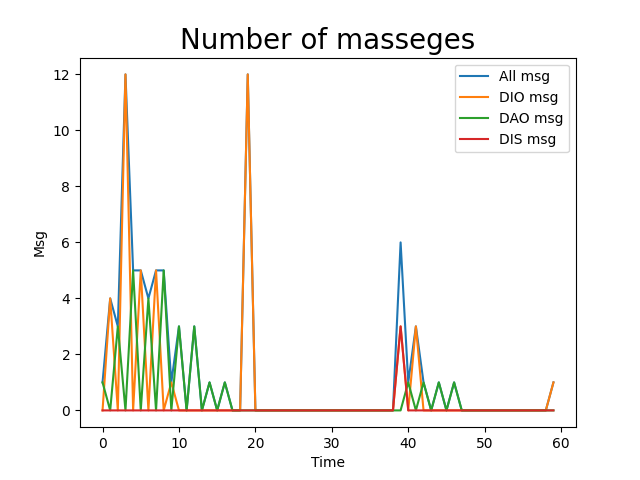 Number of masseges
All msg
DIO msg
DAO msg
DIS msg
12
10
8
6
4
2
0
Msg
0 10 20 30 40 50 60
Time